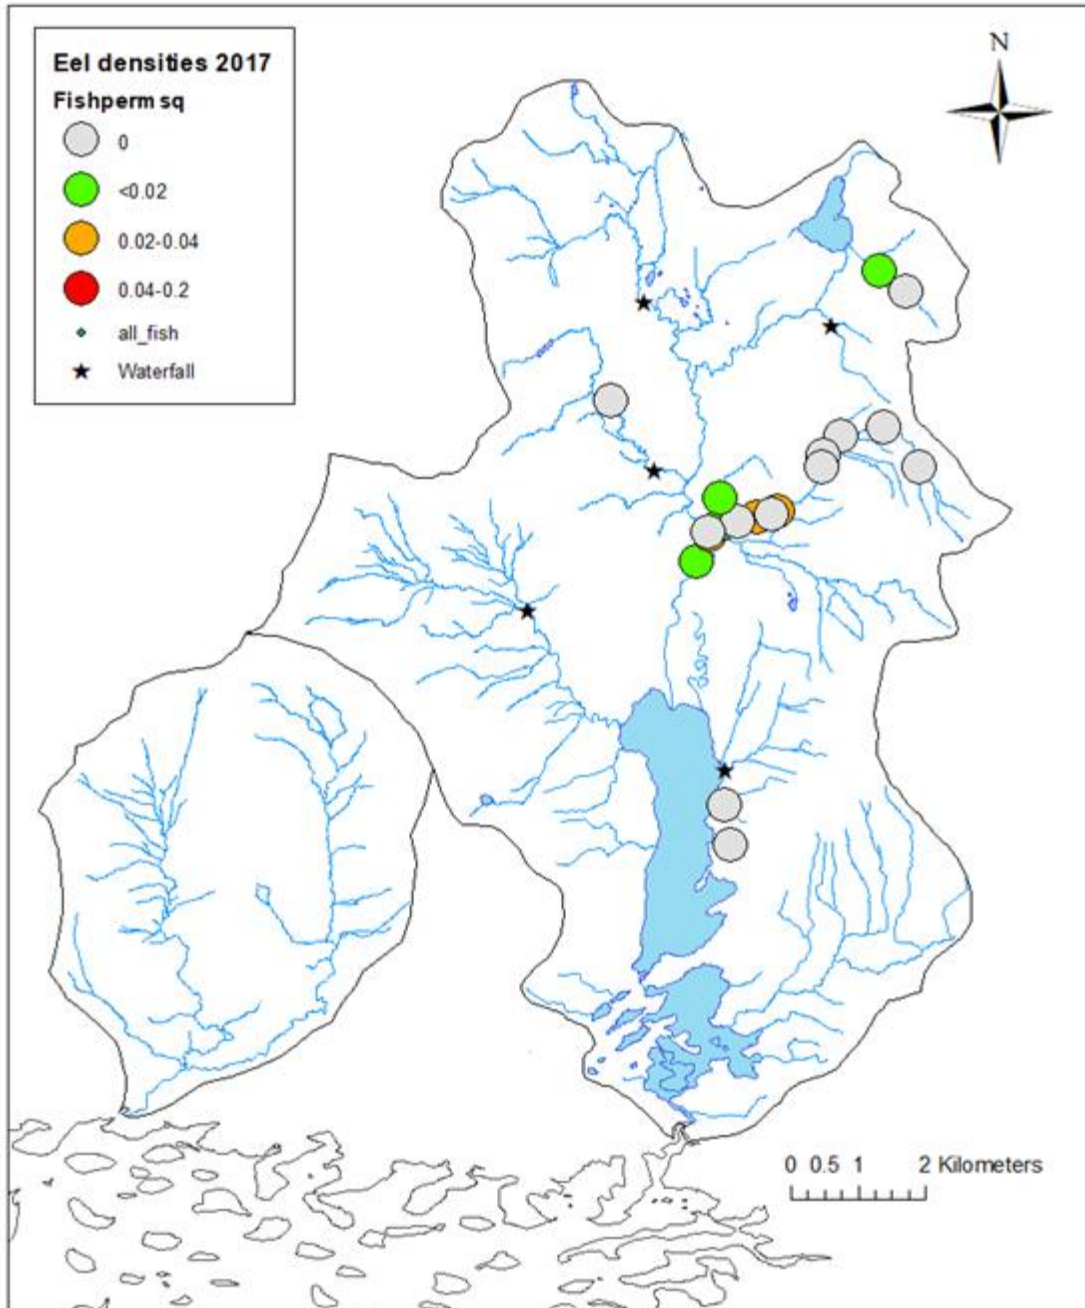 Eel densities 2017
Fishperm sq
0
<0.02
0.02-0.04
0.04-0.2
all_fish
Waterfall
N
0 0.5 1 2 Kilometers